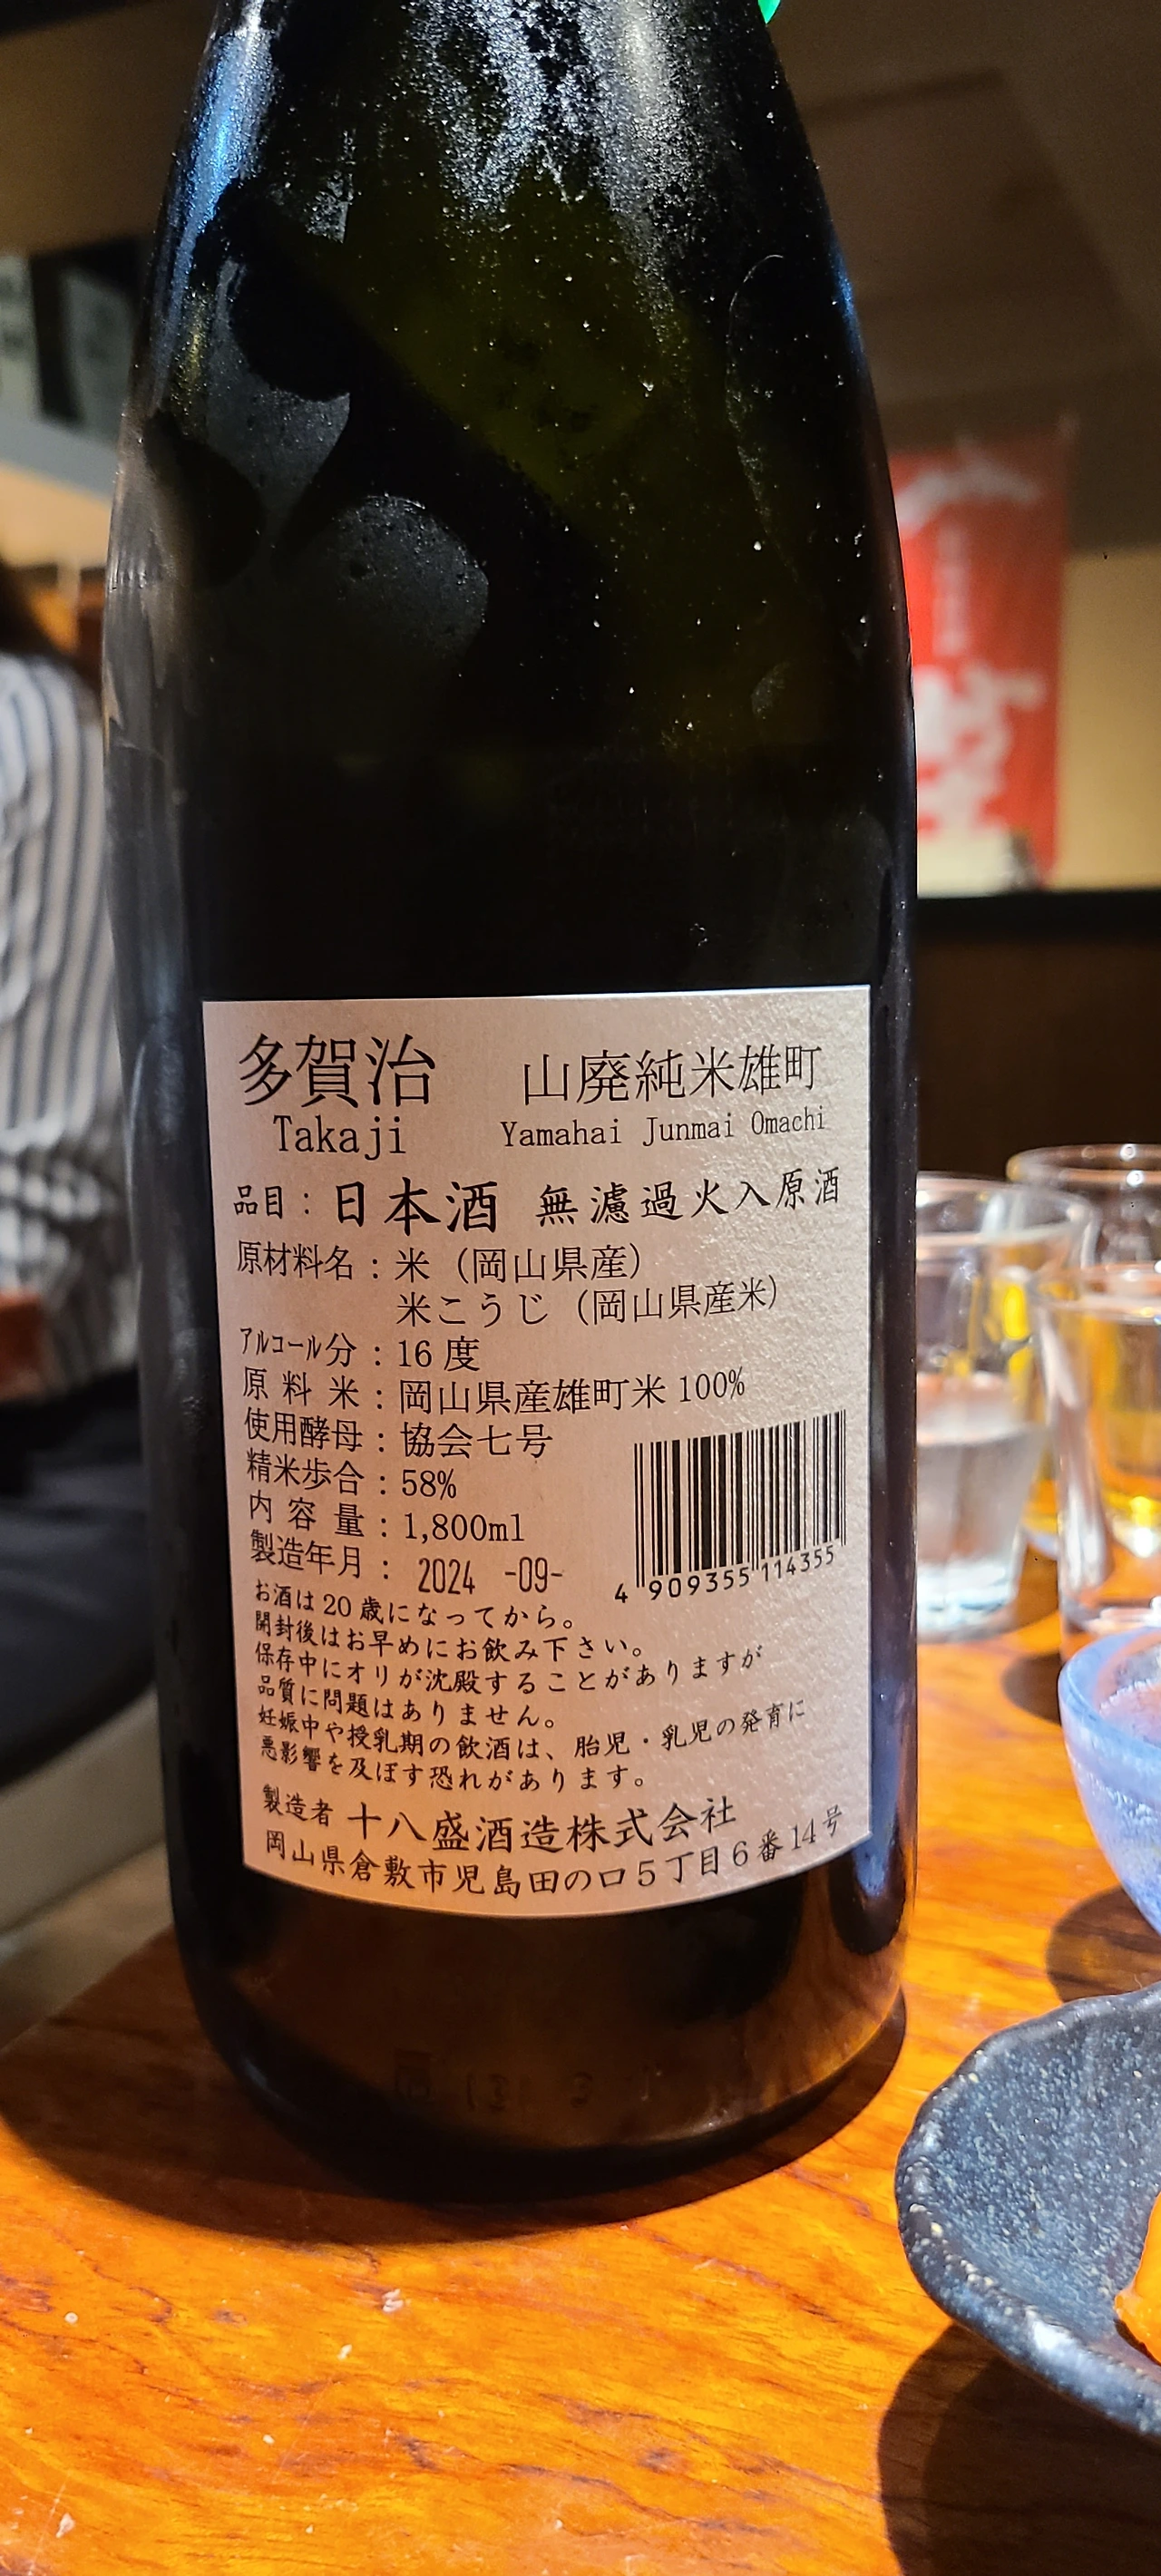 多賀治　山廃純米雄町
Takaji　Yamahai Junmai Omachi
品目：日本酒　無濾過火入原酒
原材料名：米（岡山県産）
米こうじ（岡山県産米）
アルコール分：16度
原料米：岡山県産雄町米100%
使用酵母：協会七号
精米歩合：58%
内容量：1,800ml
製造年月：2024 -09-
4 909355 114355
お酒は20歳になってから。
開封後はお早めにお飲み下さい。
保存中にオリが沈殿することがありますが
品質に問題はありません。
妊娠中や授乳期の飲酒は、胎児・乳児の発育に
悪影響を及ぼす恐れがあります。
製造者 十八盛酒造株式会社
岡山県倉敷市児島田の口5丁目6番14号